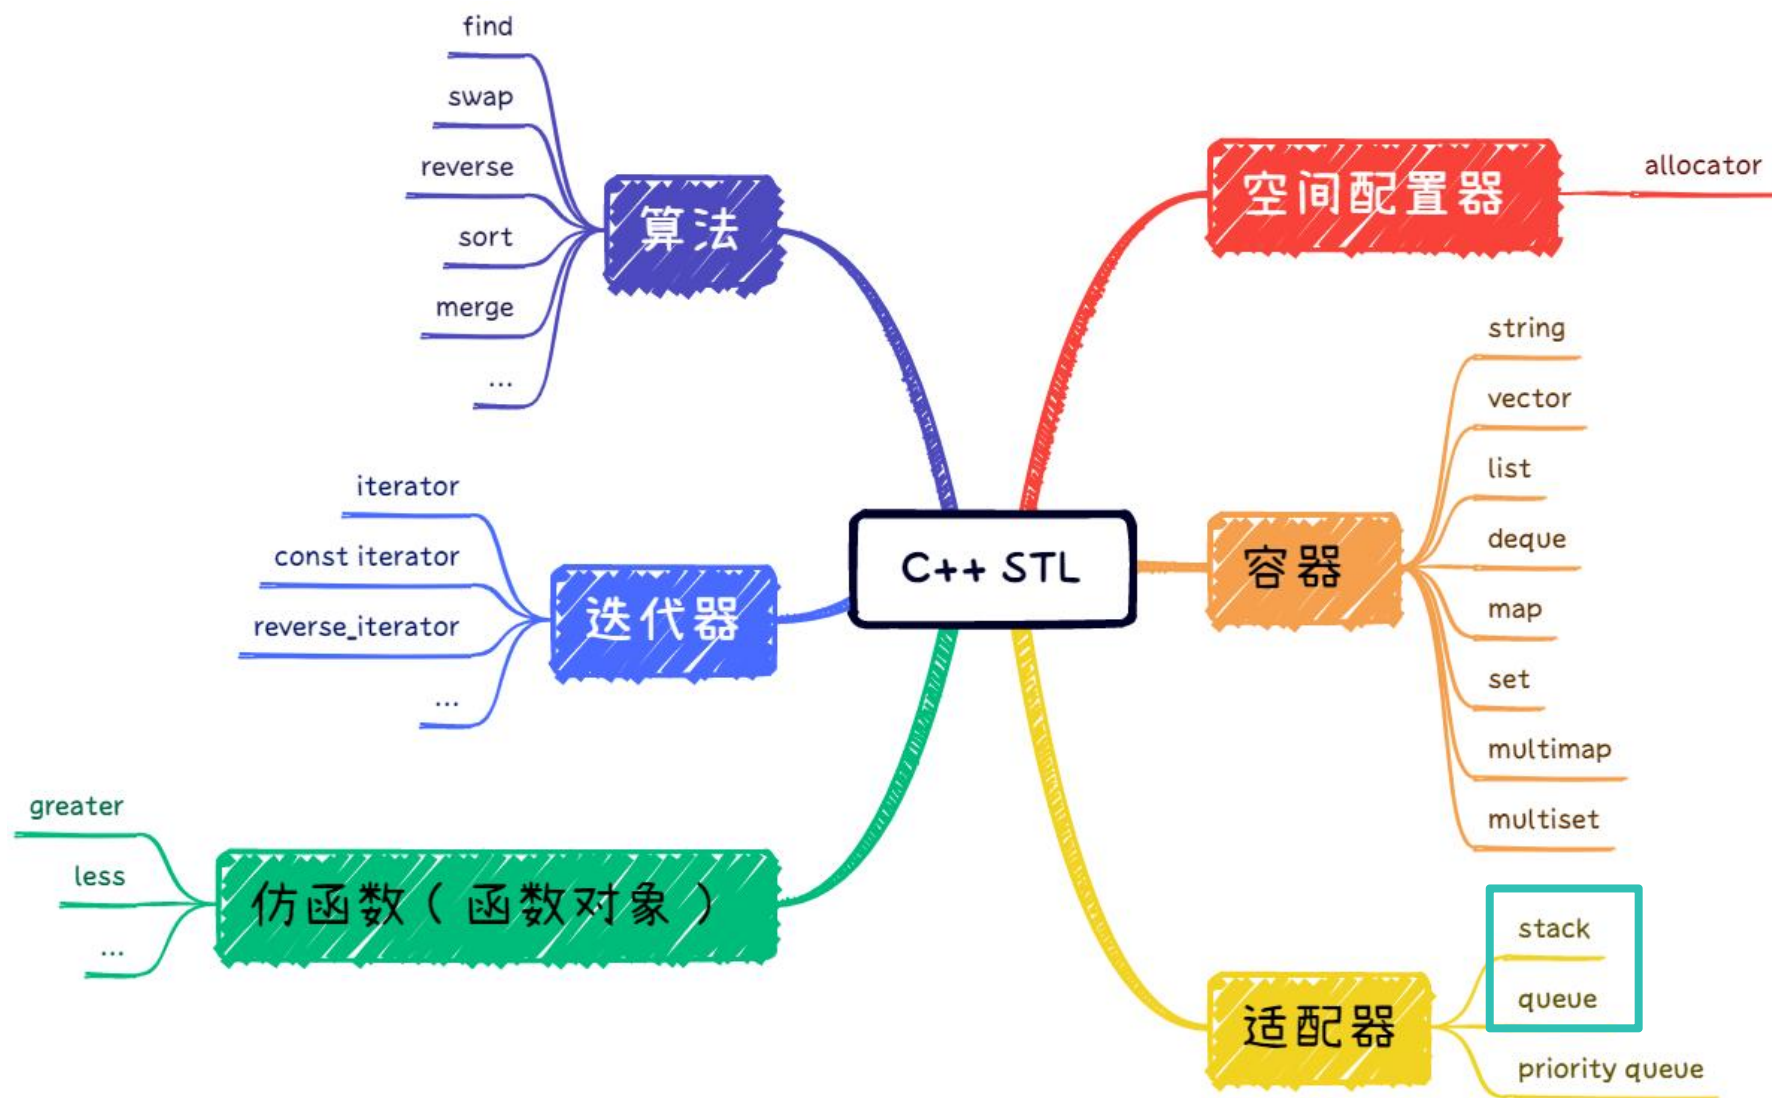 C++ STL
算法
find
swap
reverse
sort
merge
...
迭代器
iterator
const iterator
reverse_iterator
...
仿函数（函数对象）
greater
less
...
空间配置器
allocator
容器
string
vector
list
deque
map
set
multimap
multiset
适配器
stack
queue
priority queue